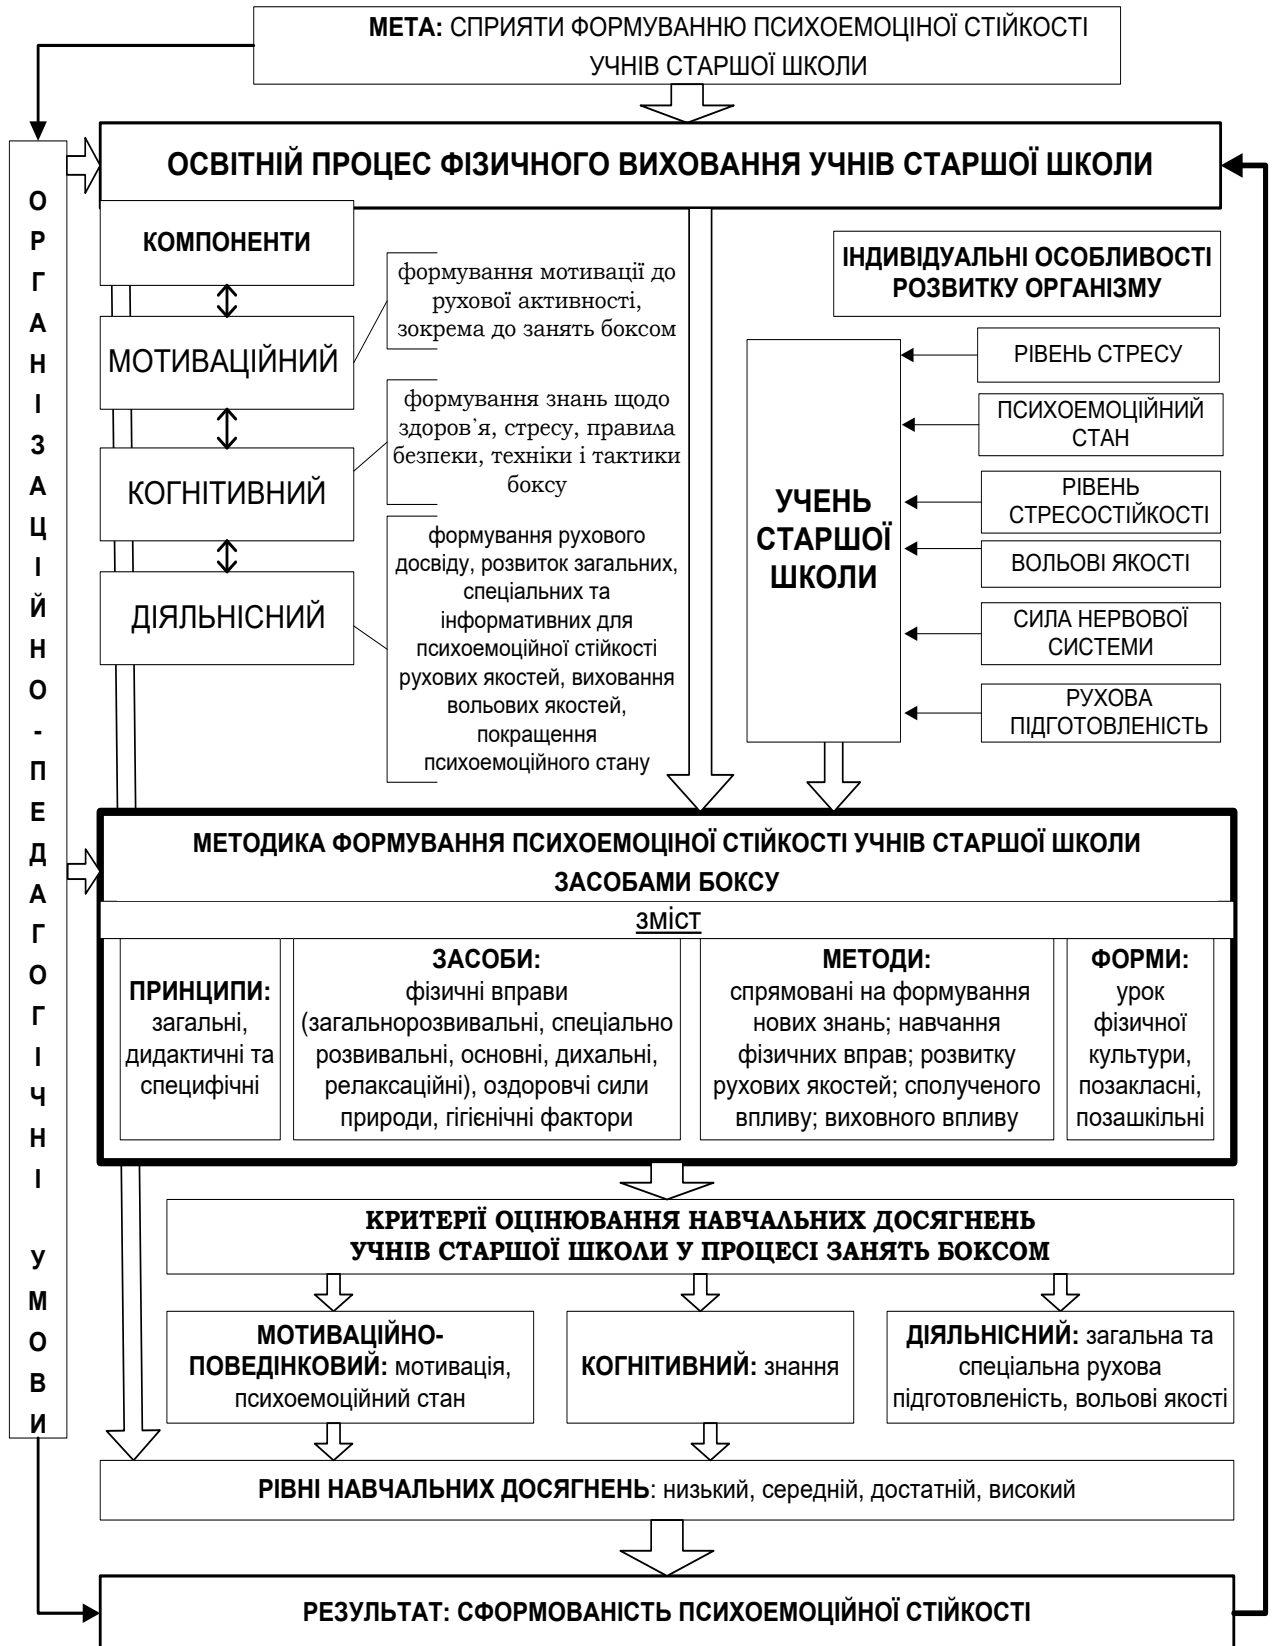 МЕТА: СПРИЯТИ ФОРМУВАННЮ ПСИХОЕМОЦІНОЇ СТІЙКОСТІ
УЧНІВ СТАРШОЇ ШКОЛИ
ОСВІТНІЙ ПРОЦЕС ФІЗИЧНОГО ВИХОВАННЯ УЧНІВ СТАРШОЇ ШКОЛИ
О
Р
Г
А
Н
І
З
А
Ц
І
Й
Н
О
-
П
Е
Д
А
Г
О
Г
І
Ч
Н
І
У
М
О
В
И
КОМПОНЕНТИ
МОТИВАЦІЙНИЙ
КОГНІТИВНИЙ
ДІЯЛЬНІСНИЙ
формування мотивації до
рухової активності,
зокрема до занять боксом
формування знань щодо
здоров’я, стресу, правила
безпеки, техніки і тактики
боксу
формування рухового
досвіду, розвиток загальних,
спеціальних та
інформативних для
психоемоційної стійкості
рухових якостей, виховання
вольових якостей,
покращення
психоемоційного стану
ІНДИВІДУАЛЬНІ ОСОБЛИВОСТІ
РОЗВИТКУ ОРГАНІЗМУ
УЧЕНЬ
СТАРШОЇ
ШКОЛИ
РІВЕНЬ СТРЕСУ
ПСИХОЕМОЦІЙНИЙ
СТАН
РІВЕНЬ
СТРЕСОСТІЙКОСТІ
ВОЛЬОВІ ЯКОСТІ
СИЛА НЕРВОВОЇ
СИСТЕМИ
РУХОВА
ПІДГОТОВЛЕНІСТЬ
МЕТОДИКА ФОРМУВАННЯ ПСИХОЕМОЦІНОЇ СТІЙКОСТІ УЧНІВ СТАРШОЇ ШКОЛИ
ЗАСОБАМИ БОКСУ
ЗМІСТ
ПРИНЦИПИ:
загальні,
дидактичні та
специфічні
ЗАСОБИ:
фізичні вправи
(загальнорозвивальні, спеціально
розвивальні, основні, дихальні,
релаксаційні), оздоровчі сили
природи, гігієнічні фактори
МЕТОДИ:
спрямовані на формування
нових знань; навчання
фізичних вправ; розвитку
рухових якостей; сполученого
впливу; виховного впливу
ФОРМИ:
урок
фізичної
культури,
позакласні,
позашкільні
КРИТЕРІЇ ОЦІНЮВАННЯ НАВЧАЛЬНИХ ДОСЯГНЕНЬ
УЧНІВ СТАРШОЇ ШКОЛИ У ПРОЦЕСІ ЗАНЯТЬ БОКСОМ
МОТИВАЦІЙНО-
ПОВЕДІНКОВИЙ: мотивація,
психоемоційний стан
КОГНІТИВНИЙ: знання
ДІЯЛЬНІСНИЙ: загальна та
спеціальна рухова
підготовленість, вольові якості
РІВНІ НАВЧАЛЬНИХ ДОСЯГНЕНЬ: низький, середній, достатній, високий
РЕЗУЛЬТАТ: СФОРМОВАНІСТЬ ПСИХОЕМОЦІЙНОЇ СТІЙКОСТІ